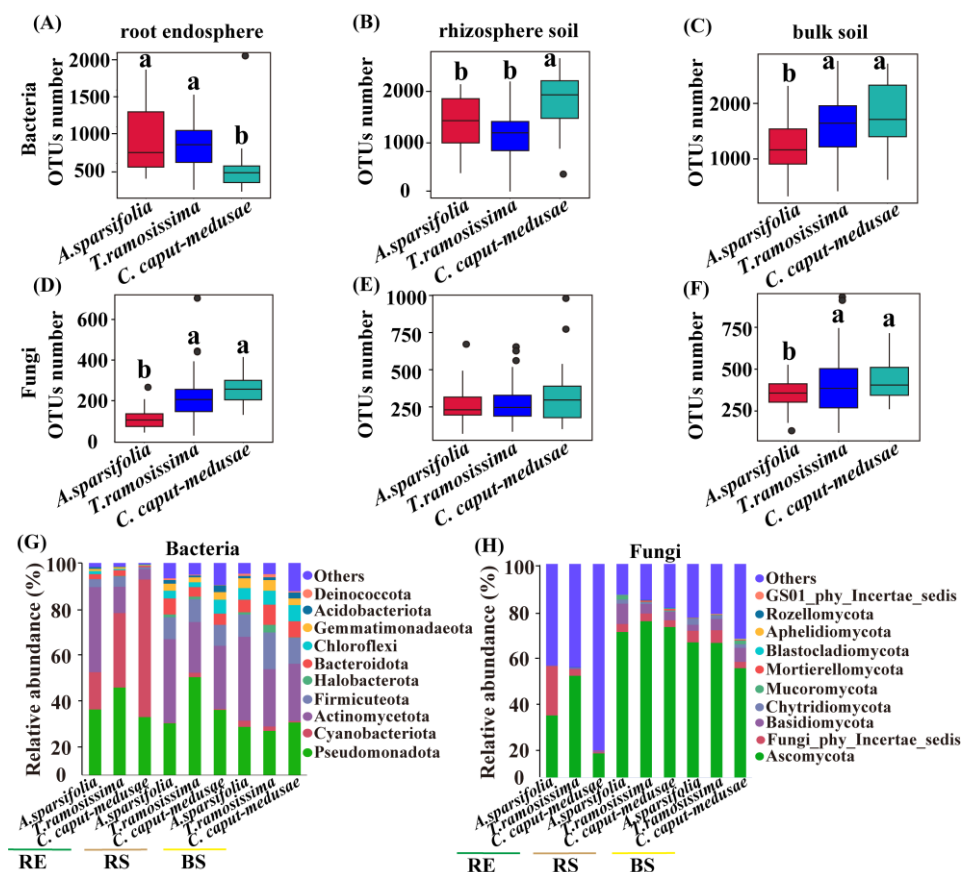 (A)
root endosphere
Bacteria
OTUs number
2000
1500
1000
500
a
a
b
A.sparsifolia
T.ramosissima
C. caput-medusae
(B)
rhizosphere soil
OTUs number
2000
1000
0
b
b
a
A.sparsifolia
T.ramosissima
C. caput-medusae
(C)
bulk soil
OTUs number
2000
1000
b
a
a
A.sparsifolia
T.ramosissima
C. caput-medusae
(D)
Fungi
OTUs number
600
400
200
0
b
a
a
A.sparsifolia
T.ramosissima
C. caput-medusae
(E)
OTUs number
1000
750
500
250
A.sparsifolia
T.ramosissima
C. caput-medusae
(F)
OTUs number
750
500
250
b
a
a
A.sparsifolia
T.ramosissima
C. caput-medusae
(G)
Bacteria
Relative abundance (%)
100
80
60
40
20
0
Others
Deinococcota
Acidobacteriota
Gemmatimonadaeota
Chloroflexi
Bacteroidota
Halobacterota
Firmicuteota
Actinomycetota
Cyanobacteriota
Pseudomonadota
A.sparsifolia
T.ramosissima
C. caput-medusae
A.sparsifolia
T.ramosissima
C. caput-medusae
A.sparsifolia
T.ramosissima
C. caput-medusae
RE
RS
BS
(H)
Fungi
Relative abundance (%)
100
80
60
40
20
0
Others
GS01_phy_Incertae_sedis
Rozellomycota
Aphelidiomycota
Blastocladiomycota
Mortierellomycota
Mucoromycota
Chytridiomycota
Basidiomycota
Fungi_phy_Incertae_sedis
Ascomycota
A.sparsifolia
T.ramosissima
C. caput-medusae
A.sparsifolia
T.ramosissima
C. caput-medusae
A.sparsifolia
T.ramosissima
C. caput-medusae
RE
RS
BS